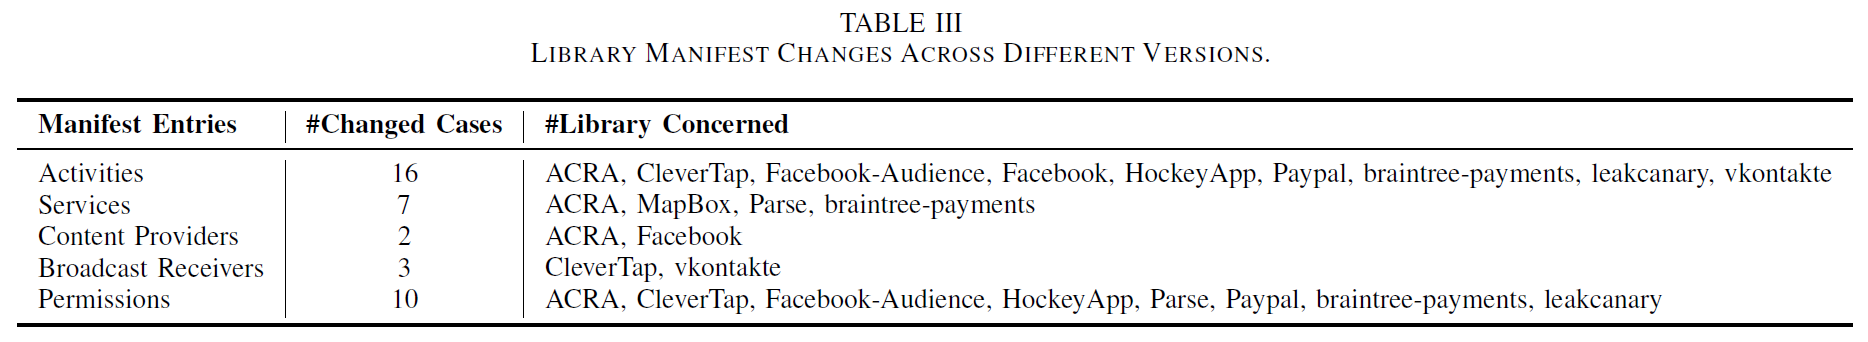 TABLE III
LIBRARY MANIFEST CHANGES ACROSS DIFFERENT VERSIONS.
Manifest Entries #Changed Cases #Library Concerned
Activities 16 ACRA, CleverTap, Facebook-Audience, Facebook, HockeyApp, Paypal, braintree-payments, leakcanary, vkontakte
Services 7 ACRA, MapBox, Parse, braintree-payments
Content Providers 2 ACRA, Facebook
Broadcast Receivers 3 CleverTap, vkontakte
Permissions 10 ACRA, CleverTap, Facebook-Audience, HockeyApp, Parse, Paypal, braintree-payments, leakcanary